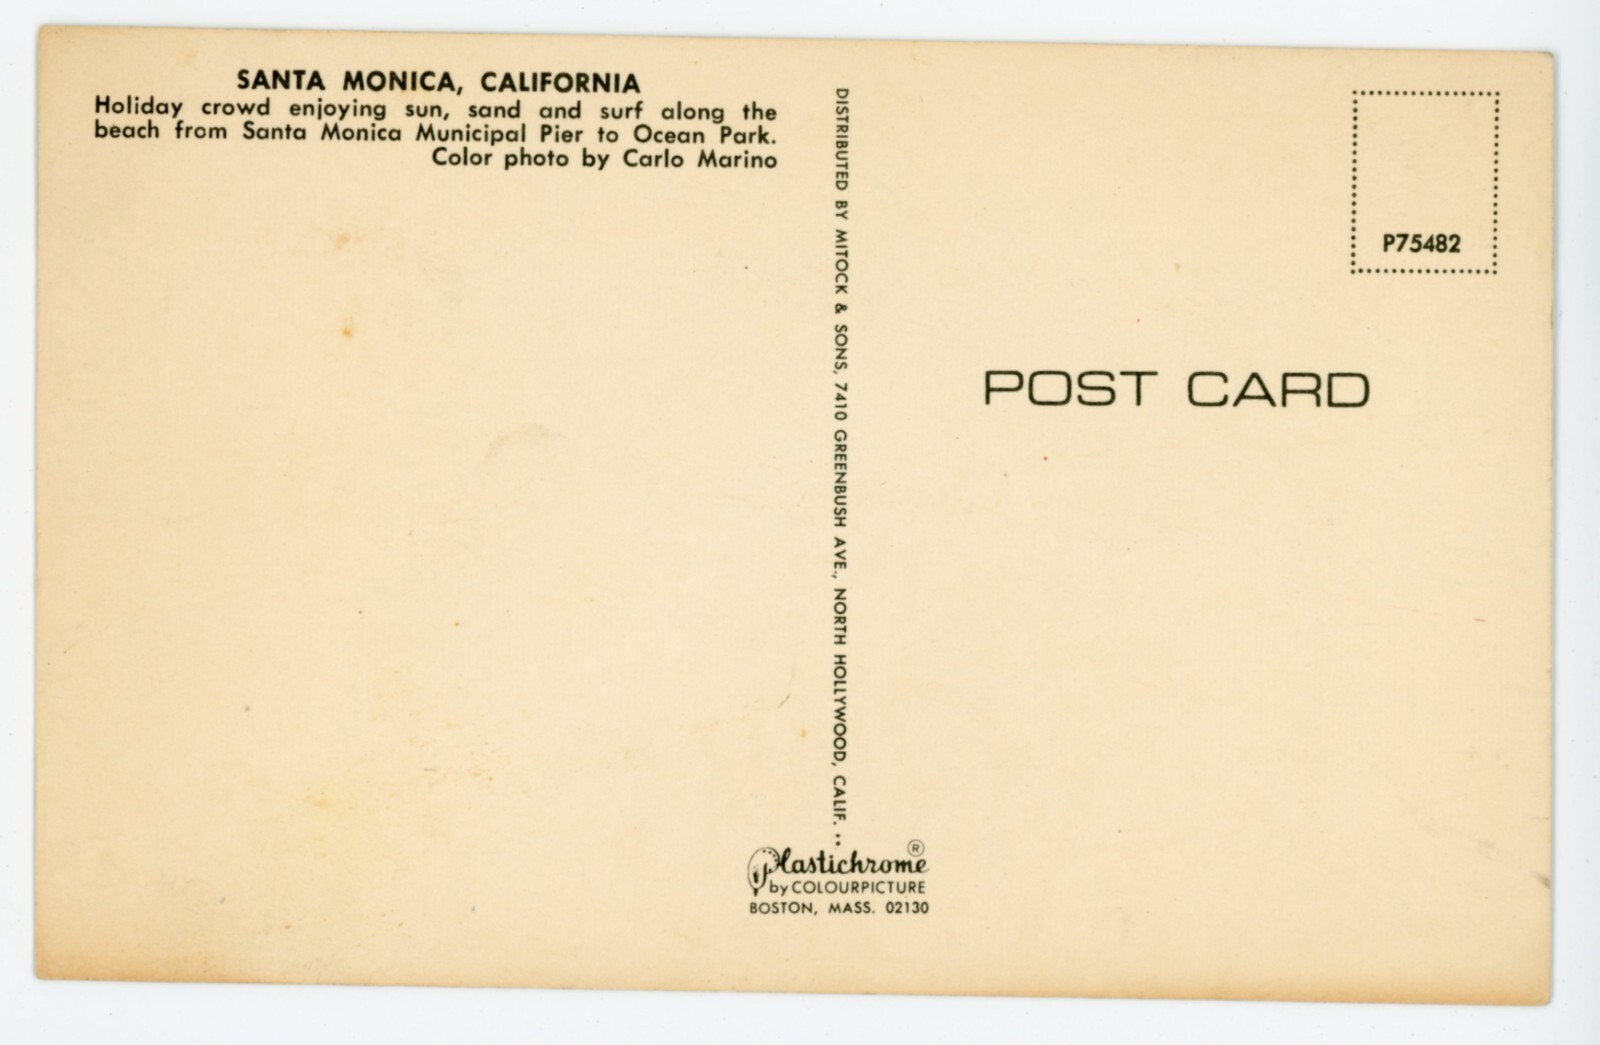 SANTA MONICA, CALIFORNIA
Holiday crowd enjoying sun, sand and surf along the
beach from Santa Monica Municipal Pier to Ocean Park.
Color photo by Carlo Marino
DISTRIBUTED BY MITOCK & SONS, 7410 GREENBUSH AVE., NORTH HOLLYWOOD, CALIF.
P75482
POST CARD
Plastichrome®
by COLOURPICTURE
BOSTON, MASS. 02130